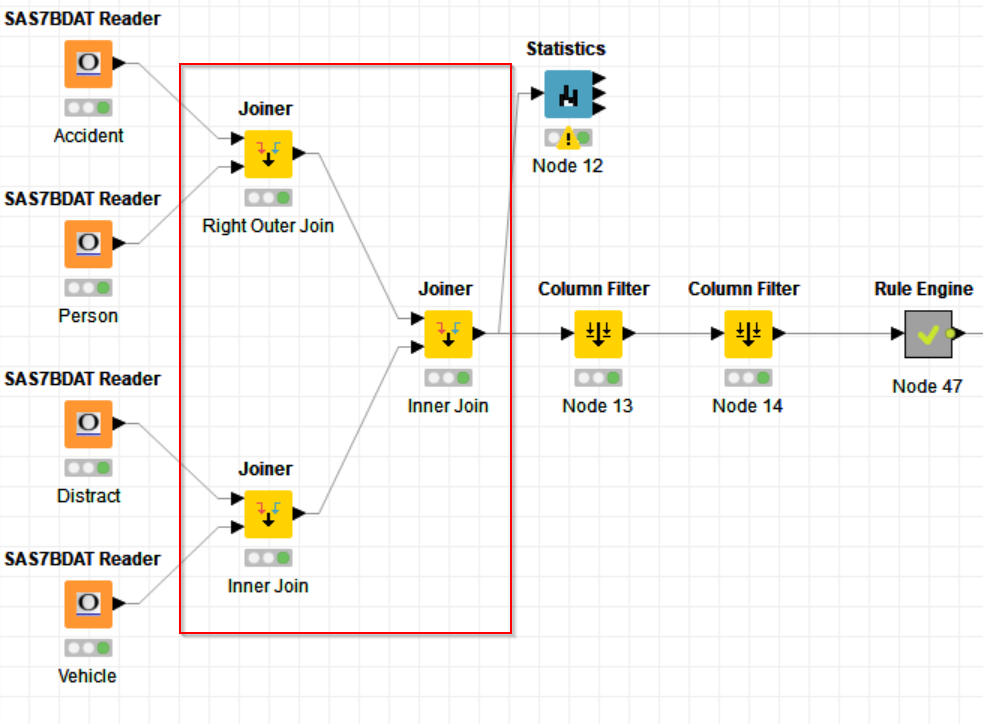 SAS7BDAT Reader
Accident
SAS7BDAT Reader
Person
SAS7BDAT Reader
Distract
SAS7BDAT Reader
Vehicle
Joiner
Right Outer Join
Joiner
Inner Join
Joiner
Inner Join
Statistics
Node 12
Column Filter
Node 13
Column Filter
Node 14
Rule Engine
Node 47